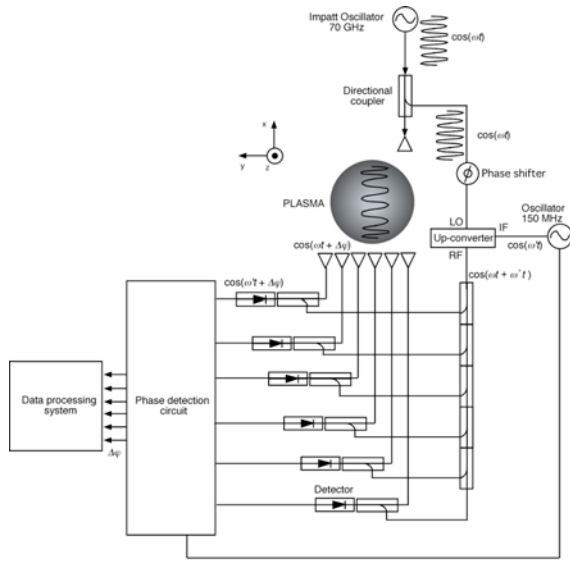 Impatt Oscillator
70 GHz
cos(ωt)
Directional
coupler
cos(ωt)
x
y
z
Phase shifter
PLASMA
Oscillator
150 MHz
LO
IF
Up-converter
cos(ω't)
RF
cos(ωt + Δφ)
cos(ωt + ω't)
cos(ω't + Δφ)
Data processing
system
Phase detection
circuit
Δφ
Detector